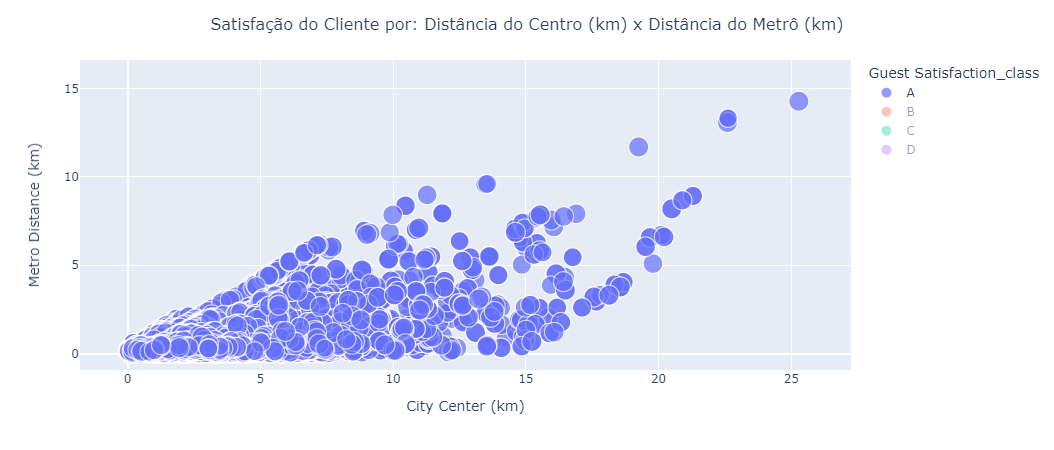 Satisfação do Cliente por: Distância do Centro (km) x Distância do Metrô (km)
Guest Satisfaction_class
A
B
C
D
Metro Distance (km)
15
10
5
0
0 5 10 15 20 25
City Center (km)